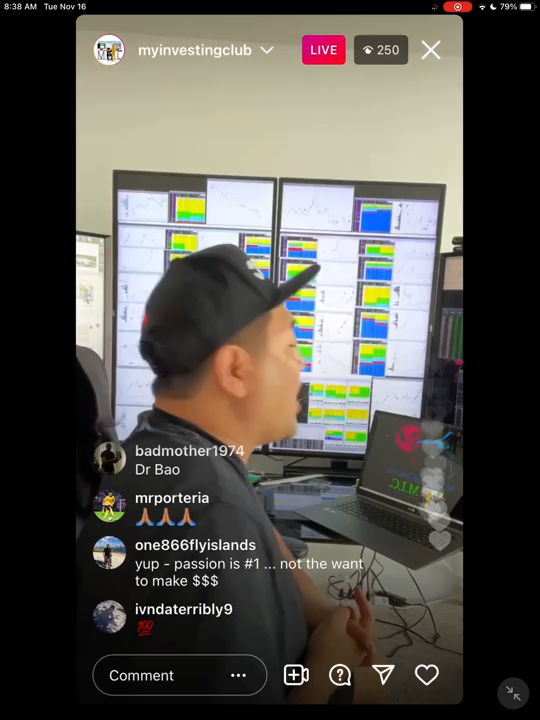 8:38 AM Tue Nov 16
79%
myinvestingclub
LIVE
250
badmother1974
Dr Bao
mrporteria
🙏🏽🙏🏽🙏🏽
one866flyislands
yup - passion is #1 ... not the want
to make $$$
ivndaterribly9
💯
Comment